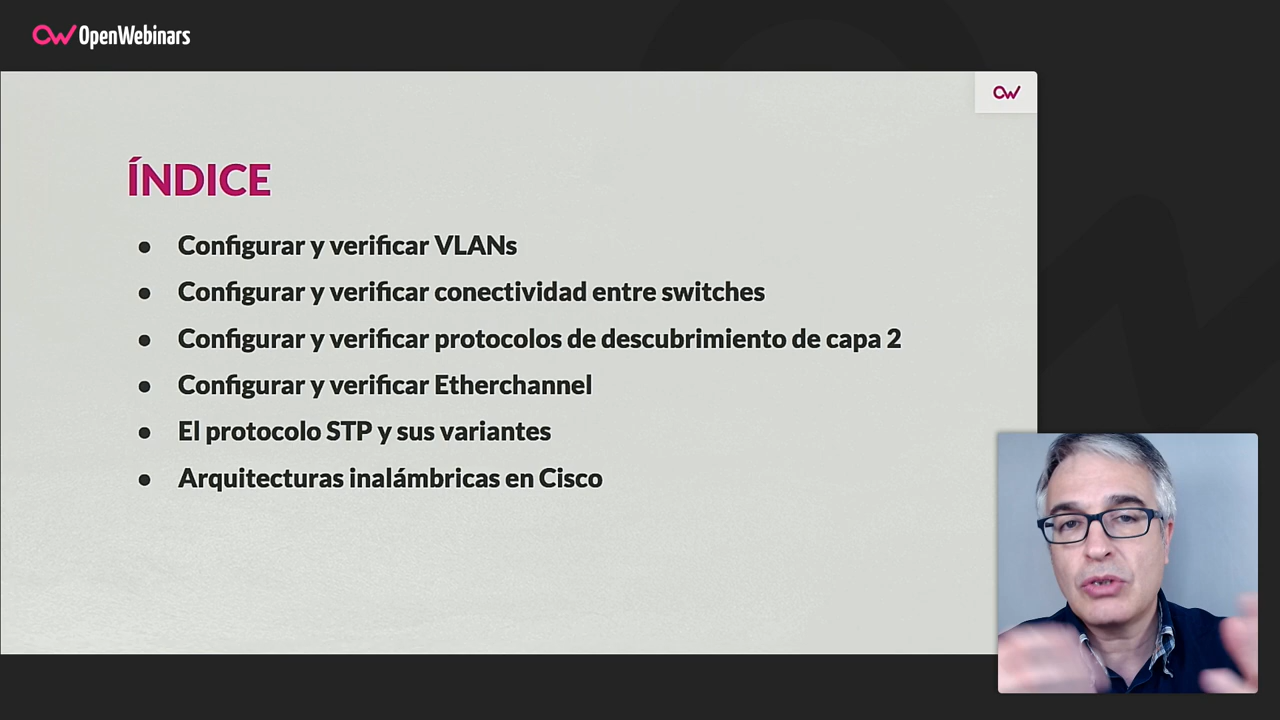 OpenWebinars
ÍNDICE
● Configurar y verificar VLANs
● Configurar y verificar conectividad entre switches
● Configurar y verificar protocolos de descubrimiento de capa 2
● Configurar y verificar Etherchannel
● El protocolo STP y sus variantes
● Arquitecturas inalámbricas en Cisco